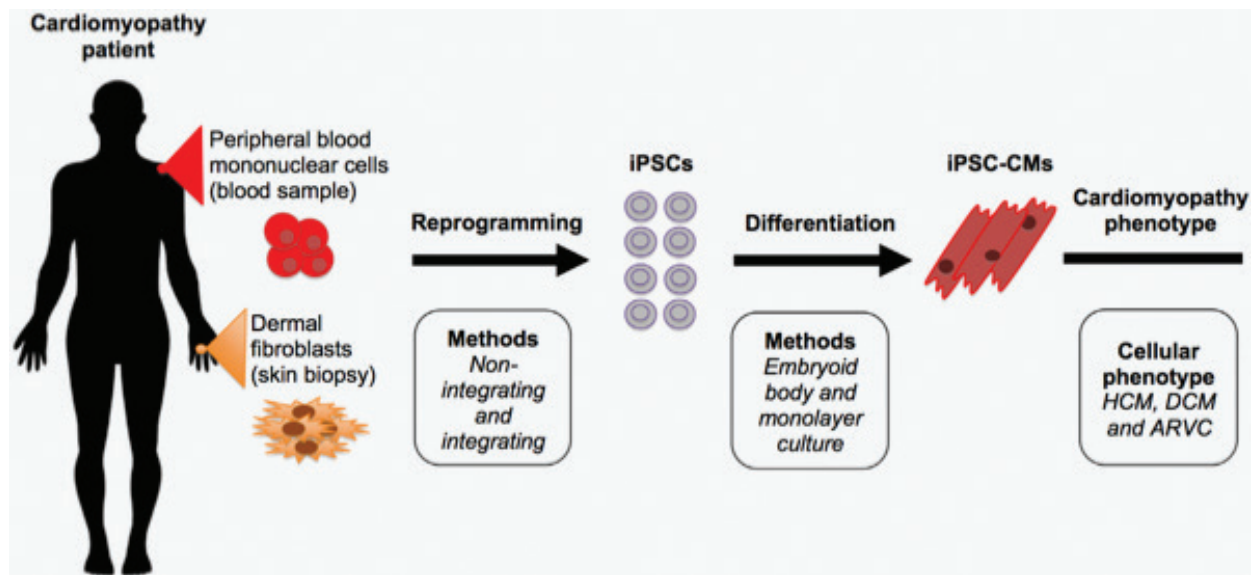 Cardiomyopathy
patient
Peripheral blood
mononuclear cells
(blood sample)
Dermal
fibroblasts
(skin biopsy)
Reprogramming
Methods
Non-
integrating
and
integrating
iPSCs
Differentiation
Methods
Embryoid
body and
monolayer
culture
iPSC-CMs
Cardiomyopathy
phenotype
Cellular
phenotype
HCM, DCM
and ARVC